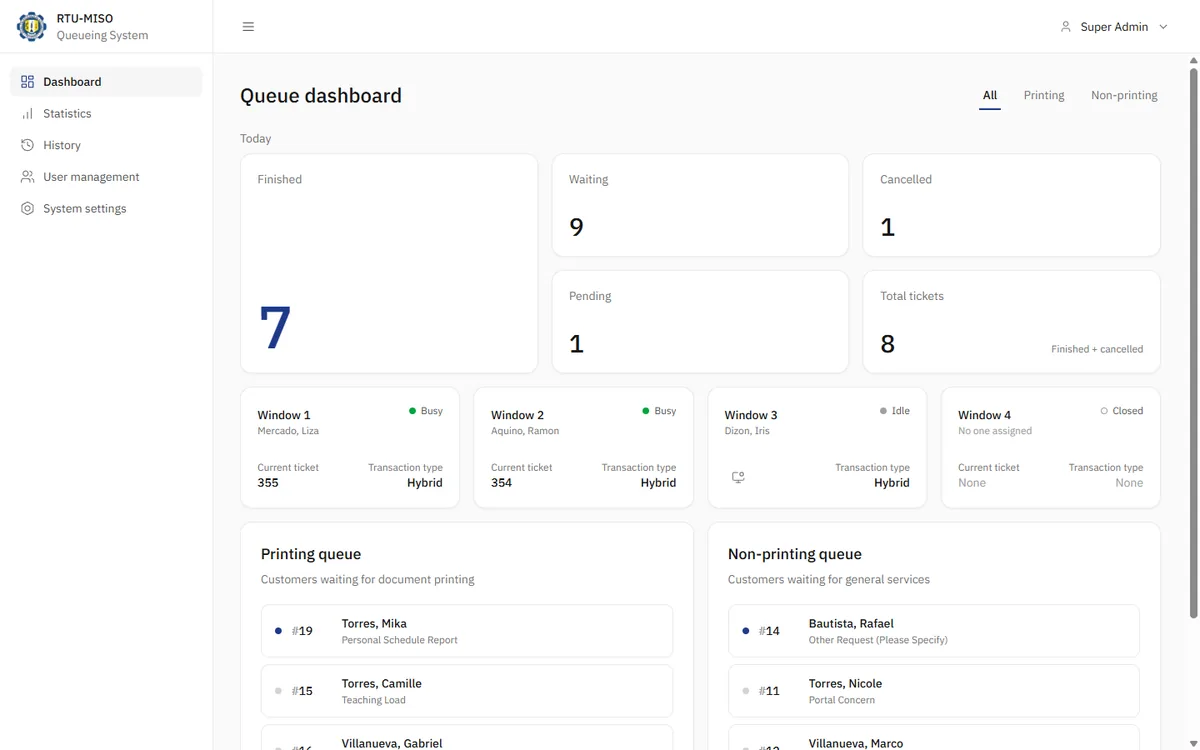 RTU-MISO
Queueing System
Super Admin
Dashboard
Statistics
History
User management
System settings
Queue dashboard
All Printing Non-printing
Today
Finished
7
Waiting
9
Cancelled
1
Pending
1
Total tickets
8
Finished + cancelled
Window 1
Busy
Mercado, Liza
Current ticket
355
Transaction type
Hybrid
Window 2
Busy
Aquino, Ramon
Current ticket
354
Transaction type
Hybrid
Window 3
Idle
Dizon, Iris
Transaction type
Hybrid
Window 4
Closed
No one assigned
Current ticket
None
Transaction type
None
Printing queue
Customers waiting for document printing
#19
Torres, Mika
Personal Schedule Report
#15
Torres, Camille
Teaching Load
#16
Villanueva, Gabriel
Non-printing queue
Customers waiting for general services
#14
Bautista, Rafael
Other Request (Please Specify)
#11
Torres, Nicole
Portal Concern
#12
Villanueva, Marco